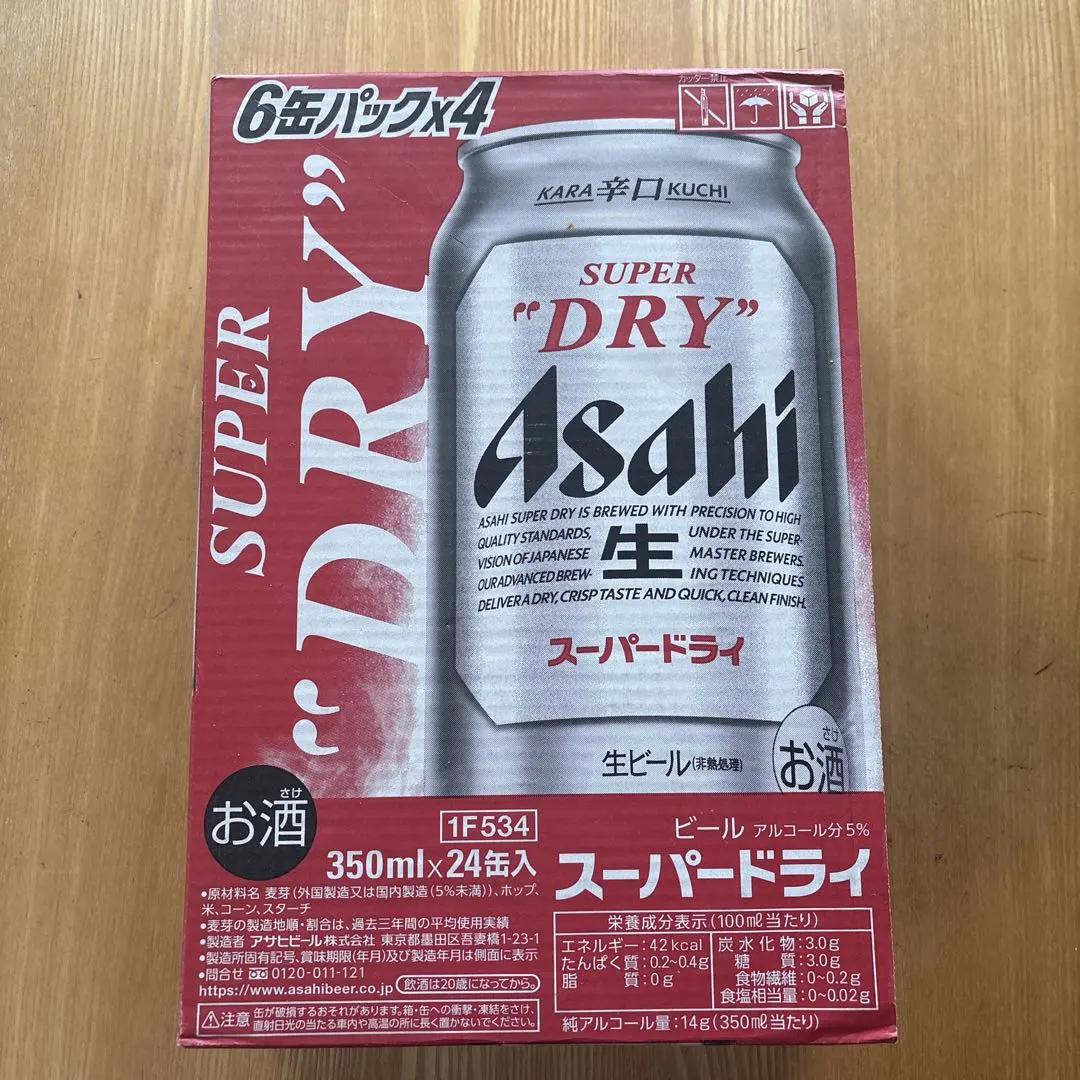 6缶パックx4
カッター禁止
SUPER
"DRY"
KARA 辛口 KUCHI
SUPER
"DRY"
Asahi
ASAHI SUPER DRY IS BREWED WITH PRECISION TO HIGH
QUALITY STANDARDS, UNDER THE SUPER-
VISION OF JAPANESE MASTER BREWERS.
OUR ADVANCED BREW- ING TECHNIQUES
生
DELIVER A DRY, CRISP TASTE AND QUICK, CLEAN FINISH.
スーパードライ
生ビール(非熱処理)
さけ
お酒
さけ
お酒
1F534
350ml×24缶入
ビール アルコール分5%
スーパードライ
●原材料名 麦芽(外国製造又は国内製造(5%未満))、ホップ、
米、コーン、スターチ
●麦芽の製造地順・割合は、過去三年間の平均使用実績
●製造者 アサヒビール株式会社 東京都墨田区吾妻橋1-23-1
●製造所固有記号、賞味期限(年月)及び製造年月は側面に表示
●問合せ 0120-011-121
https://www.asahibeer.co.jp 飲酒は20歳になってから。
⚠注意 缶が破損するおそれがあります。箱・缶への衝撃・凍結をさけ、
直射日光の当たる車内や高温の所に長く置かないでください。
栄養成分表示(100㎖当たり)
エネルギー:42kcal
たんぱく質:0.2~0.4g
脂質:0g
炭水化物:3.0g
糖質:3.0g
食物繊維:0~0.2g
食塩相当量:0~0.02g
純アルコール量:14g(350㎖当たり)